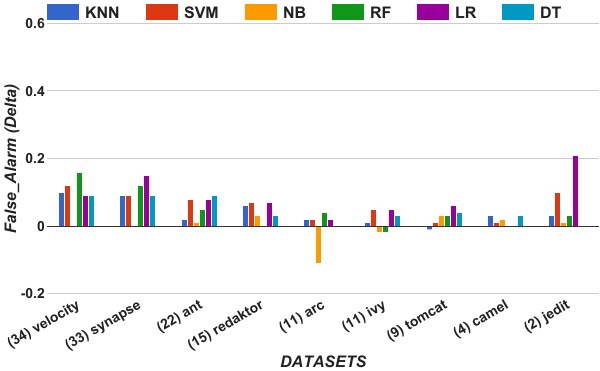 KNN SVM NB RF LR DT
0.6
0.4
0.2
0
-0.2
False_Alarm (Delta)
(34) velocity
(33) synapse
(22) ant
(15) redaktor
(11) arc
(11) ivy
(9) tomcat
(4) camel
(2) jedit
DATASETS